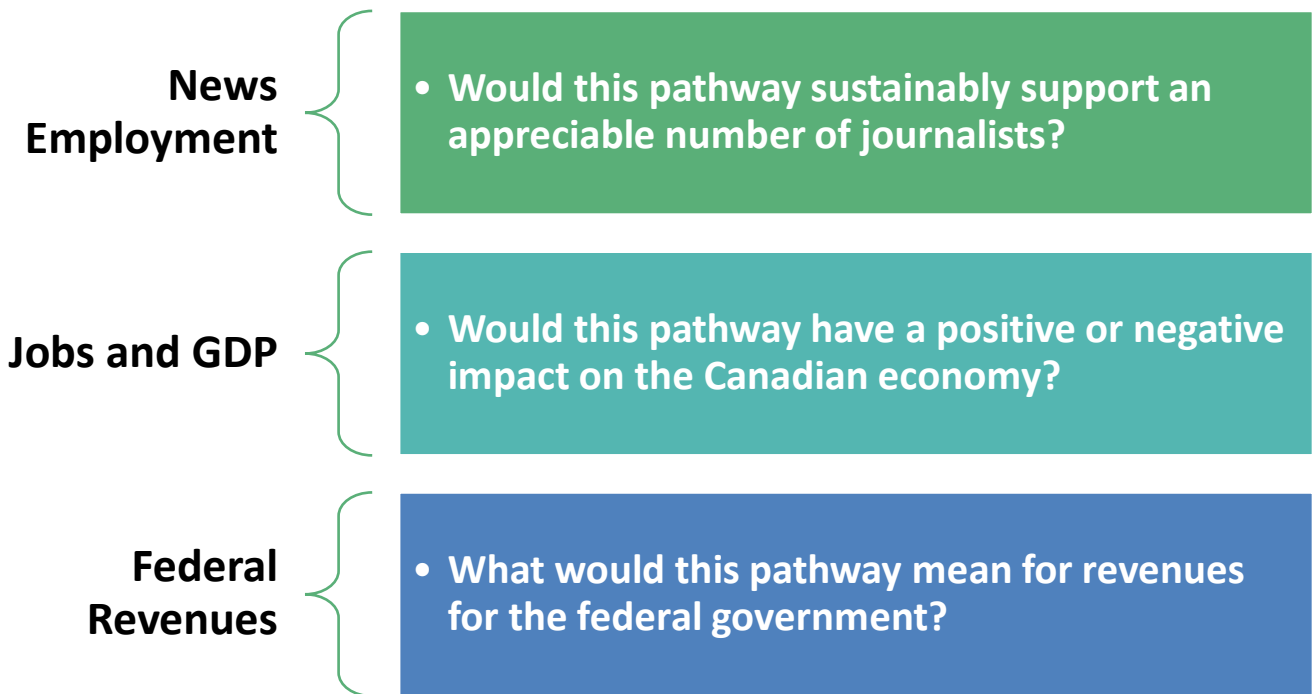 News
Employment
• Would this pathway sustainably support an
appreciable number of journalists?
Jobs and GDP
• Would this pathway have a positive or negative
impact on the Canadian economy?
Federal
Revenues
• What would this pathway mean for revenues
for the federal government?